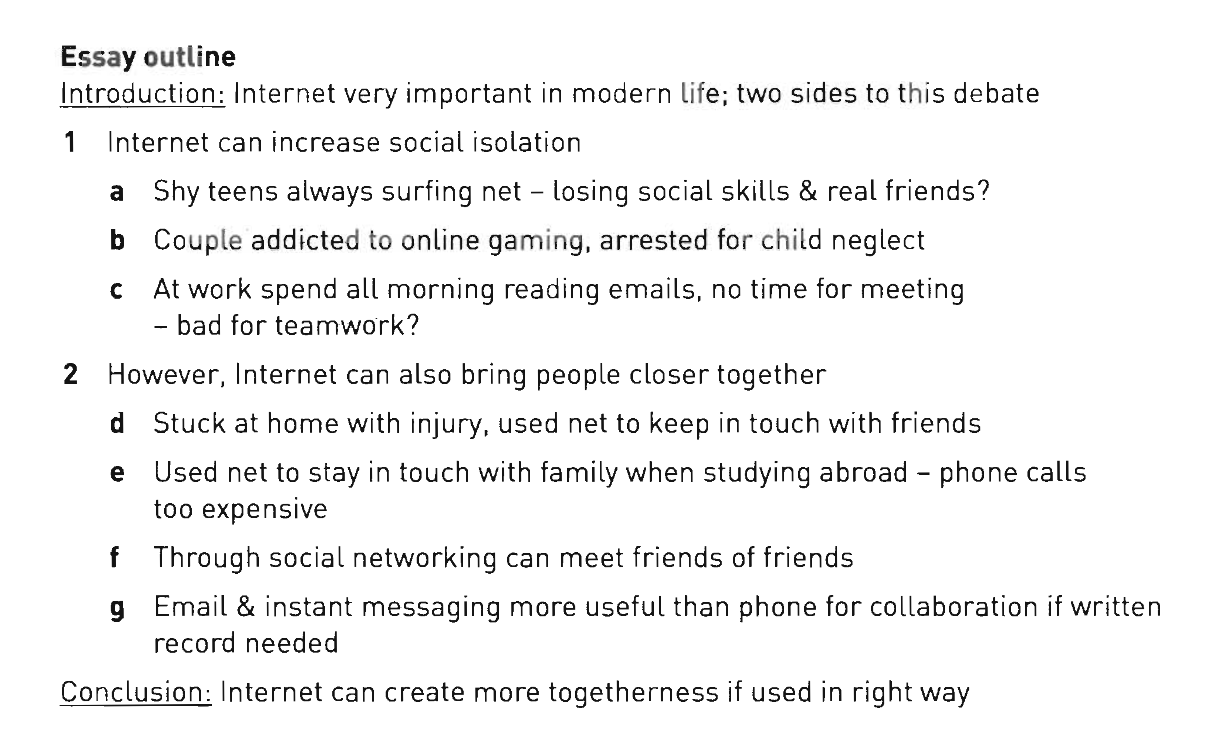 Essay outline
Introduction: Internet very important in modern life; two sides to this debate
1 Internet can increase social isolation
a Shy teens always surfing net – losing social skills & real friends?
b Couple addicted to online gaming, arrested for child neglect
c At work spend all morning reading emails, no time for meeting
– bad for teamwork?
2 However, Internet can also bring people closer together
d Stuck at home with injury, used net to keep in touch with friends
e Used net to stay in touch with family when studying abroad – phone calls
too expensive
f Through social networking can meet friends of friends
g Email & instant messaging more useful than phone for collaboration if written
record needed
Conclusion: Internet can create more togetherness if used in right way